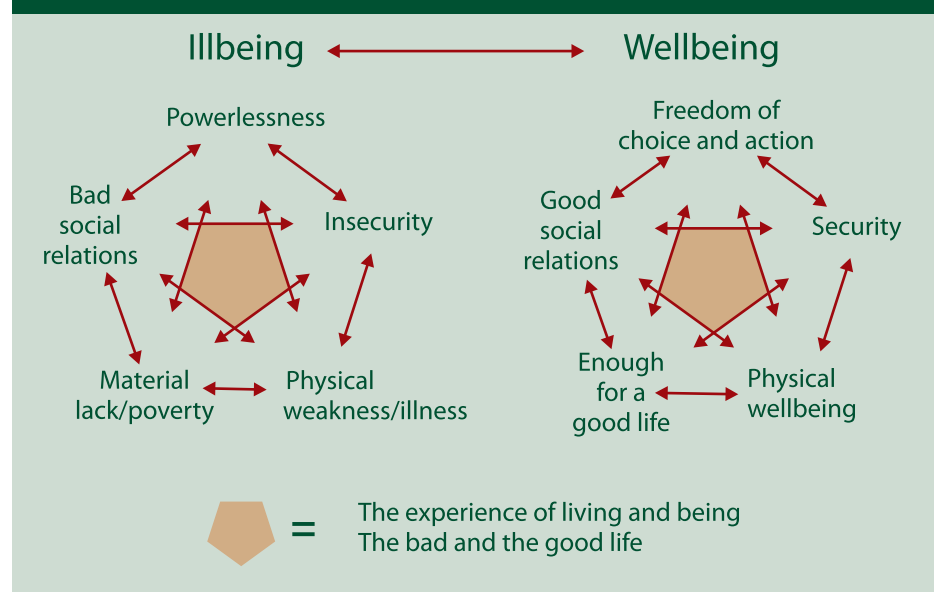 Illbeing
Wellbeing
Powerlessness
Bad
social
relations
Insecurity
Material
lack/poverty
Physical
weakness/illness
Freedom of
choice and action
Good
social
relations
Security
Enough
for a
good life
Physical
wellbeing
=
The experience of living and being
The bad and the good life